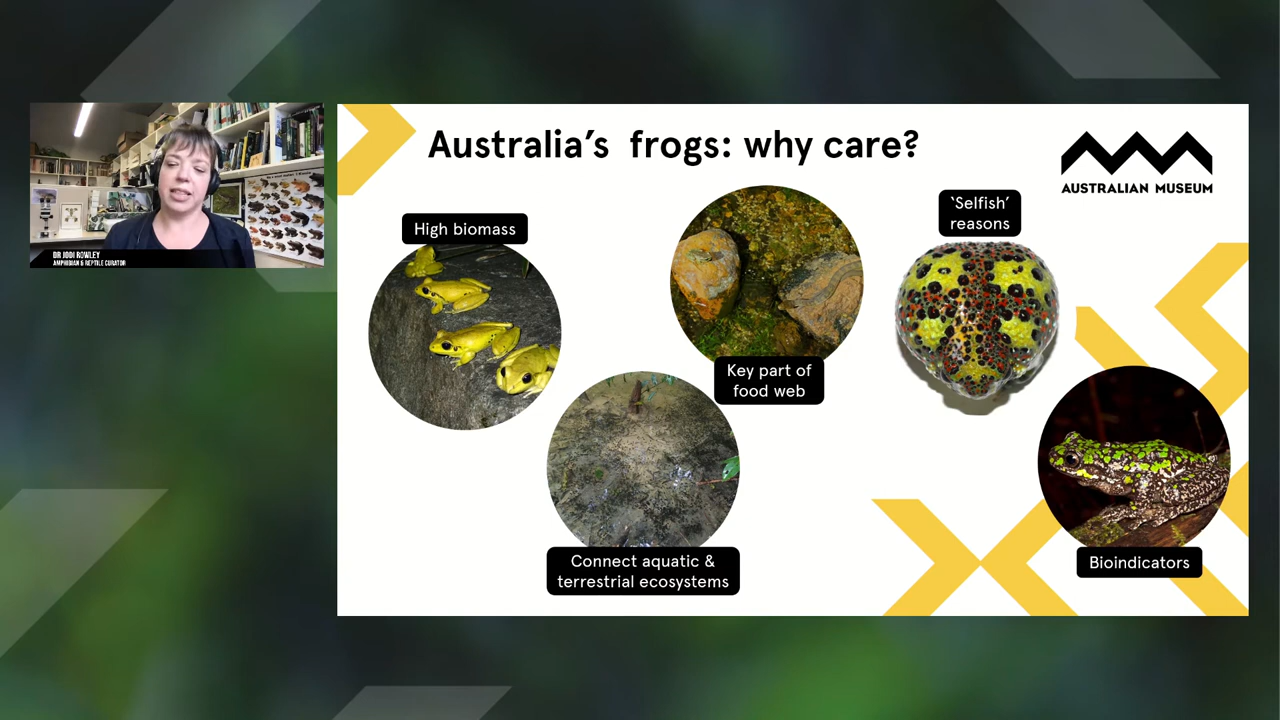 Australia's frogs: why care?
AUSTRALIAN MUSEUM
High biomass
'Selfish'
reasons
Key part of
food web
Connect aquatic &
terrestrial ecosystems
Bioindicators
DR JODI ROWLEY
AMPHIBIAN & REPTILE CURATOR